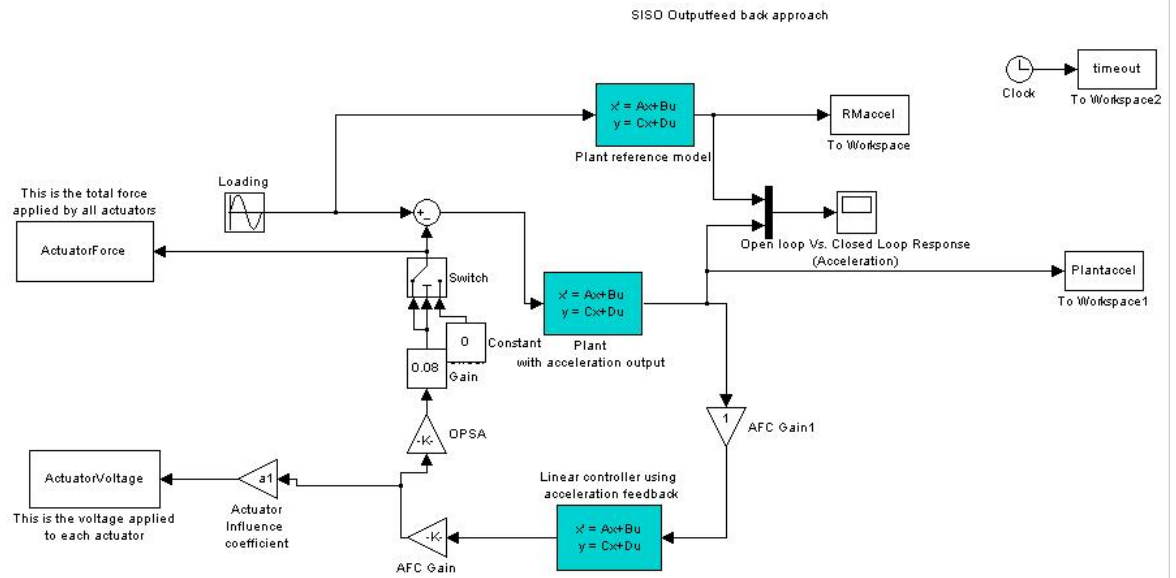 SISO Outputfeed back approach
timeout
Clock
To Workspace2
x' = Ax+Bu
y = Cx+Du
Plant reference model
RMaccel
To Workspace
This is the total force
applied by all actuators
ActuatorForce
Loading
+
-
Open loop Vs. Closed Loop Response
(Acceleration)
Plantaccel
To Workspace1
Switch
x' = Ax+Bu
y = Cx+Du
Plant
with acceleration output
0
Constant
0.08
Gain
-K-
OPSA
1
AFC Gain1
ActuatorVoltage
This is the voltage applied
to each actuator
a1
Actuator
Influence
coefficient
-K-
AFC Gain
Linear controller using
acceleration feedback
x' = Ax+Bu
y = Cx+Du